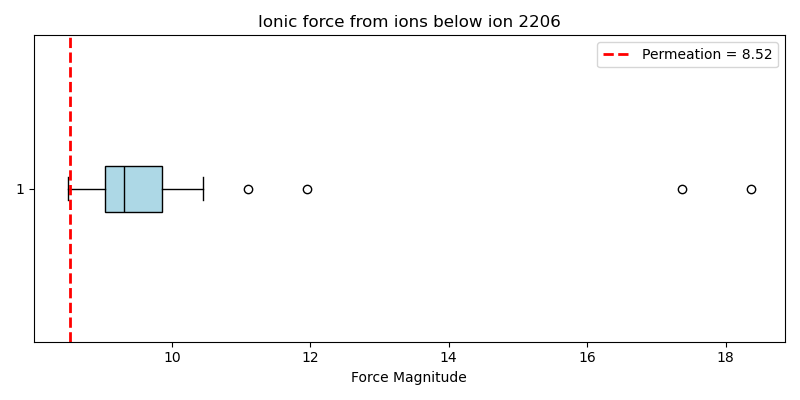 Ionic force from ions below ion 2206
Permeation = 8.52
1
10 12 14 16 18
Force Magnitude